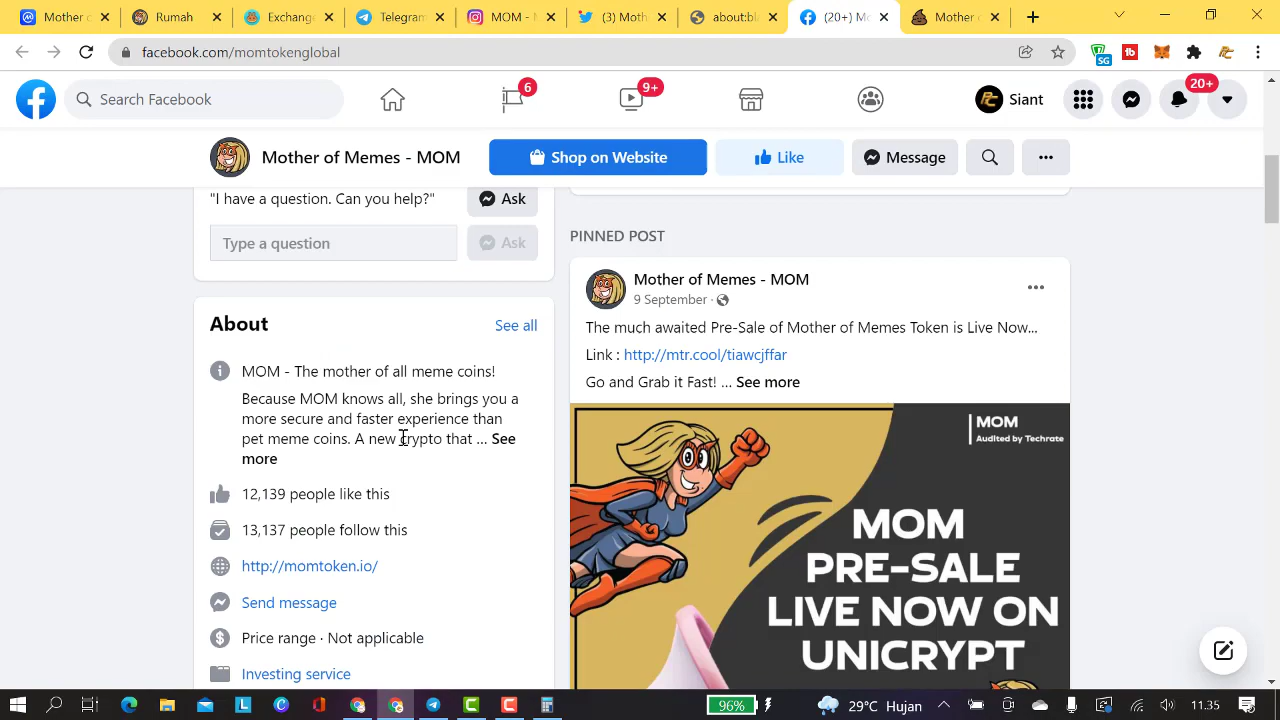 Mother o
Rumah
Exchang
Telegram
MOM - M
(3) Moth
about:bla
(20+) Mo
Mother o
facebook.com/momtokenglobal
SG
tb
Search Facebook
6
9+
Siant
20+
Mother of Memes - MOM
Shop on Website
Like
Message
"I have a question. Can you help?"
Ask
Type a question
Ask
About
See all
MOM - The mother of all meme coins!
Because MOM knows all, she brings you a
more secure and faster experience than
pet meme coins. A new crypto that ... See
more
12,139 people like this
13,137 people follow this
http://momtoken.io/
Send message
Price range · Not applicable
Investing service
PINNED POST
Mother of Memes - MOM
9 September ·
The much awaited Pre-Sale of Mother of Memes Token is Live Now...
Link : http://mtr.cool/tiawcjffar
Go and Grab it Fast! ... See more
MOM
Audited by Techrate
MOM
PRE-SALE
LIVE NOW ON
UNICRYPT
96%
29°C Hujan
11.35